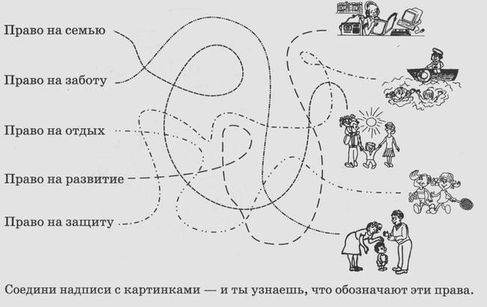 Право на семью
Право на заботу
Право на отдых
Право на развитие
Право на защиту
Соедини надписи с картинками — и ты узнаешь, что обозначают эти права.